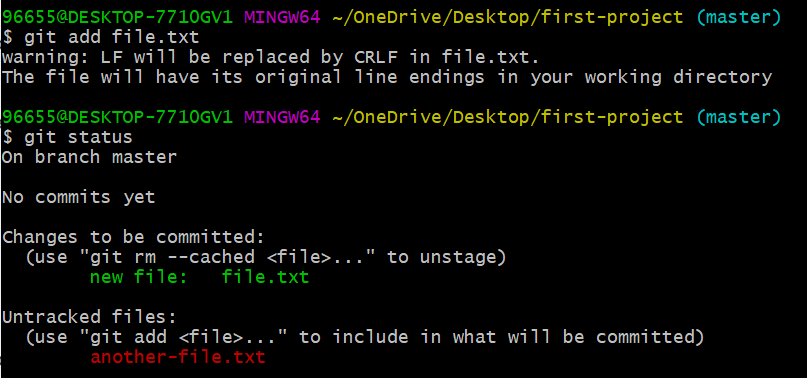 96655@DESKTOP-771OGV1 MINGW64 ~/OneDrive/Desktop/first-project (master)
$ git add file.txt
warning: LF will be replaced by CRLF in file.txt.
The file will have its original line endings in your working directory
96655@DESKTOP-771OGV1 MINGW64 ~/OneDrive/Desktop/first-project (master)
$ git status
On branch master
No commits yet
Changes to be committed:
(use "git rm --cached <file>..." to unstage)
new file: file.txt
Untracked files:
(use "git add <file>..." to include in what will be committed)
another-file.txt